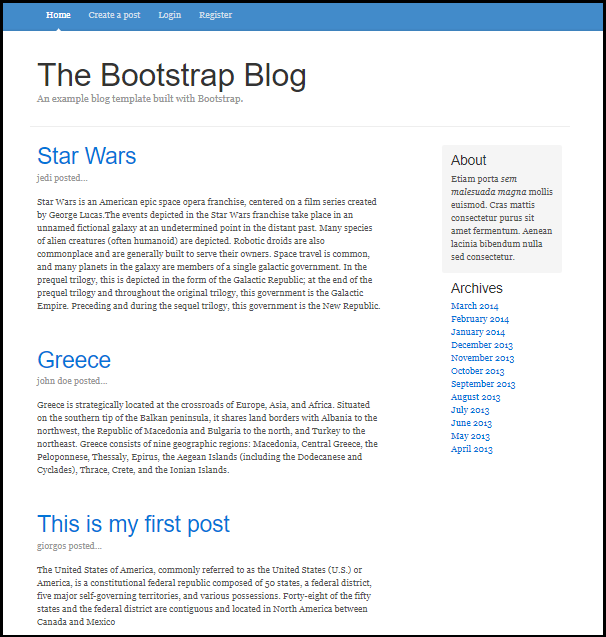 Home Create a post Login Register
The Bootstrap Blog
An example blog template built with Bootstrap.
Star Wars
jedi posted...
Star Wars is an American epic space opera franchise, centered on a film series created
by George Lucas.The events depicted in the Star Wars franchise take place in an
unnamed fictional galaxy at an undetermined point in the distant past. Many species
of alien creatures (often humanoid) are depicted. Robotic droids are also
commonplace and are generally built to serve their owners. Space travel is common,
and many planets in the galaxy are members of a single galactic government. In the
prequel trilogy, this is depicted in the form of the Galactic Republic; at the end of the
prequel trilogy and throughout the original trilogy, this government is the Galactic
Empire. Preceding and during the sequel trilogy, this government is the New Republic.
Greece
john doe posted...
Greece is strategically located at the crossroads of Europe, Asia, and Africa. Situated
on the southern tip of the Balkan peninsula, it shares land borders with Albania to the
northwest, the Republic of Macedonia and Bulgaria to the north, and Turkey to the
northeast. Greece consists of nine geographic regions: Macedonia, Central Greece, the
Peloponnese, Thessaly, Epirus, the Aegean Islands (including the Dodecanese and
Cyclades), Thrace, Crete, and the Ionian Islands.
This is my first post
giorgos posted...
The United States of America, commonly referred to as the United States (U.S.) or
America, is a constitutional federal republic composed of 50 states, a federal district,
five major self-governing territories, and various possessions. Forty-eight of the fifty
states and the federal district are contiguous and located in North America between
Canada and Mexico
About
Etiam porta sem
malesuada magna mollis
euismod. Cras mattis
consectetur purus sit
amet fermentum. Aenean
lacinia bibendum nulla
sed consectetur.
Archives
March 2014
February 2014
January 2014
December 2013
November 2013
October 2013
September 2013
August 2013
July 2013
June 2013
May 2013
April 2013